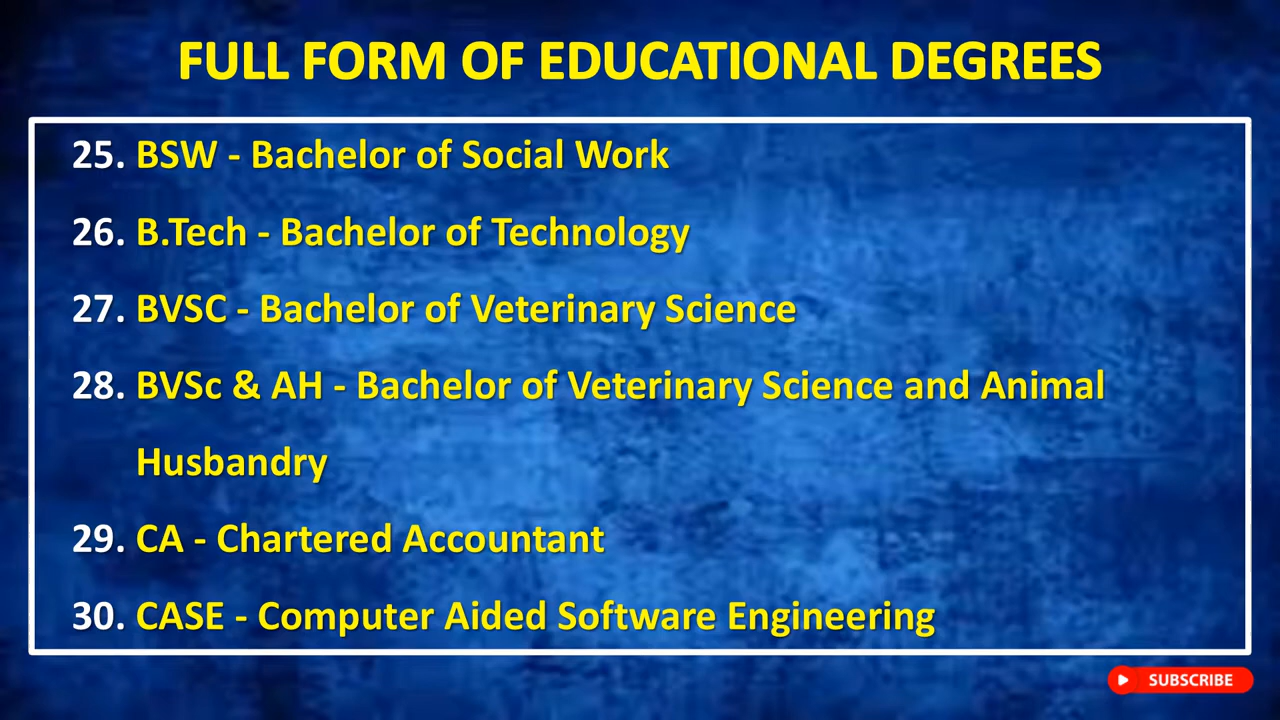 FULL FORM OF EDUCATIONAL DEGREES
25. BSW - Bachelor of Social Work
26. B.Tech - Bachelor of Technology
27. BVSC - Bachelor of Veterinary Science
28. BVSc & AH - Bachelor of Veterinary Science and Animal
Husbandry
29. CA - Chartered Accountant
30. CASE - Computer Aided Software Engineering
SUBSCRIBE